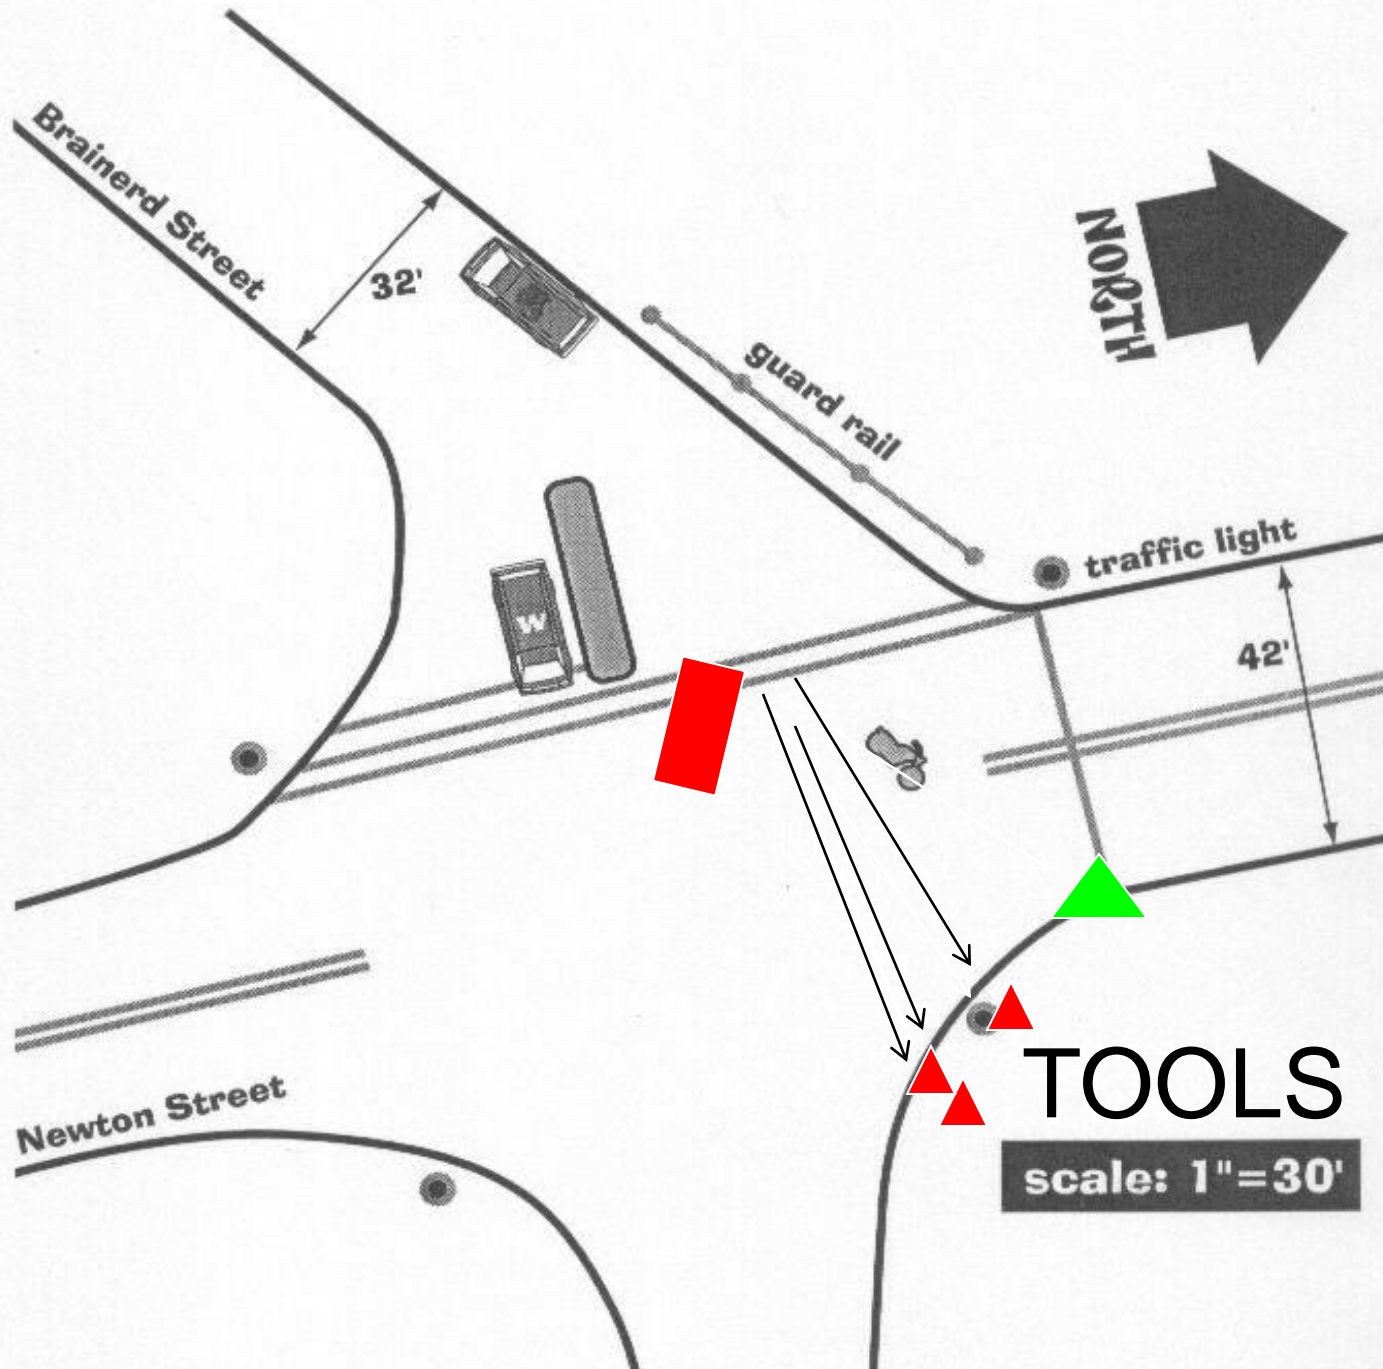 Brainerd Street
32'
NORTH
guard rail
traffic light
W
42'
Newton Street
TOOLS
scale: 1"=30'